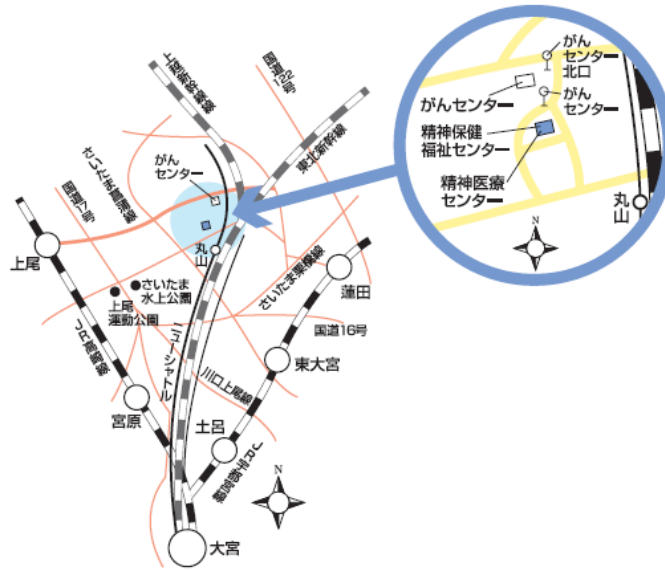 上越新幹線
国道
122号
東北新幹線
さいたま菖蒲線
国道17号
がん
センター
丸山
上尾
さいたま
水上公園
上尾
運動公園
JR高崎線
ニューシャトル
さいたま栗橋線
蓮田
国道16号
東大宮
川口上尾線
宮原
土呂
JR宇都宮線
大宮
N
がん
センター
北口
がんセンター
がん
センター
精神保健
福祉センター
精神医療
センター
丸山
N